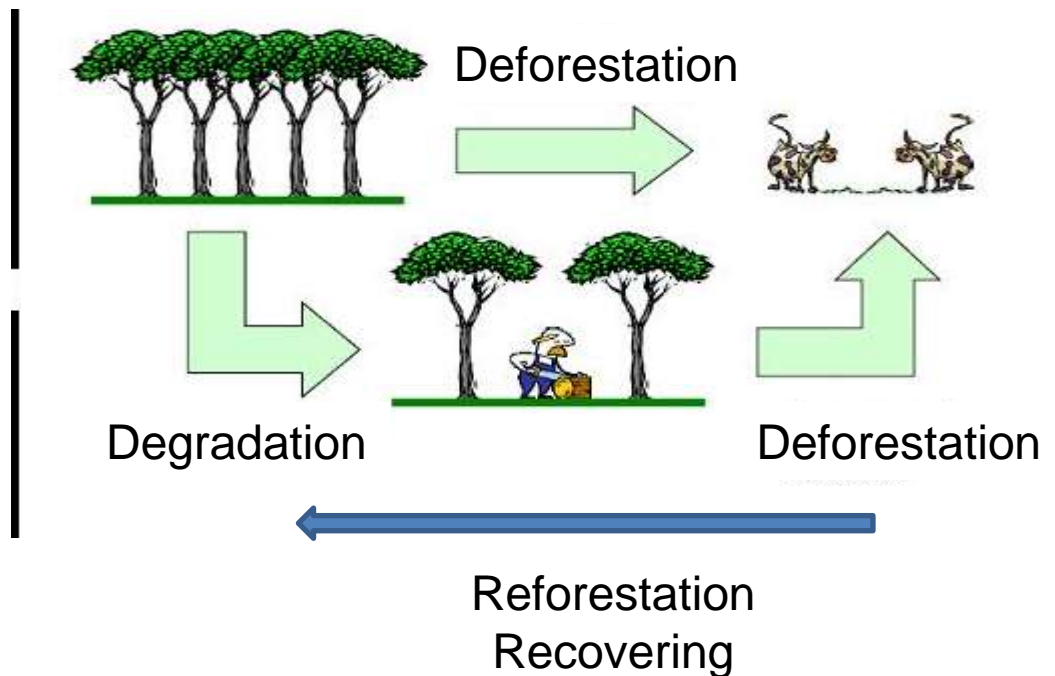 Deforestation
Degradation
Deforestation
Reforestation
Recovering